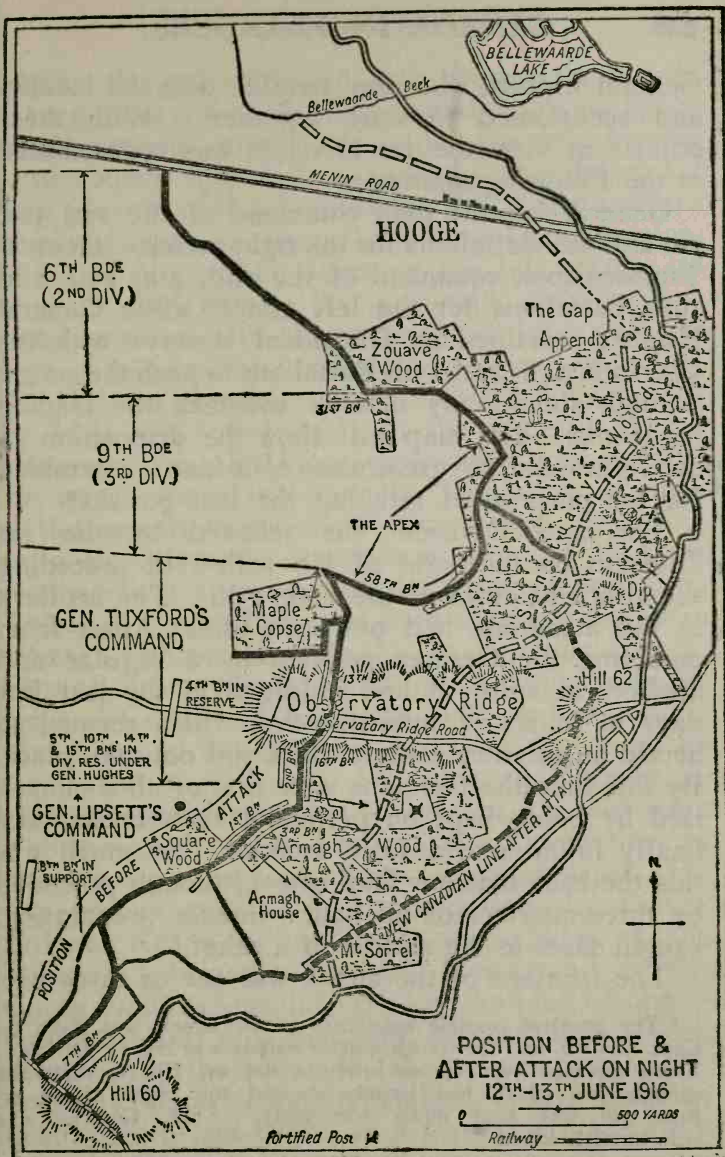 BELLEWAARDE
LAKE
Bellewaarde Beek
MENIN ROAD
HOOGE
6TH BDE
(2ND DIV.)
The Gap
Appendix
Zouave
Wood
31ST BN
9TH BDE
(3RD DIV.)
Sanctuary Wood
THE APEX
58TH BN
Dip
GEN. TUXFORD'S
COMMAND
Maple
Copse
13TH BN
Hill 62
4TH BN IN
RESERVE
Observatory Ridge
Observatory Ridge Road
Hill 61
5TH, 10TH, 14TH,
& 15TH BNS IN
DIV. RES. UNDER
GEN. HUGHES
2ND BN
16TH BN
GEN. LIPSETT'S
COMMAND
POSITION BEFORE ATTACK
1ST BN
3RD BN
Square
Wood
Armagh Wood
8TH BN IN
SUPPORT
NEW CANADIAN LINE AFTER ATTACK
Armagh
House
N
Mt Sorrel
7TH BN
Hill 60
POSITION BEFORE &
AFTER ATTACK ON NIGHT
12TH-13TH JUNE 1916
0 500 YARDS
Fortified Post Railway